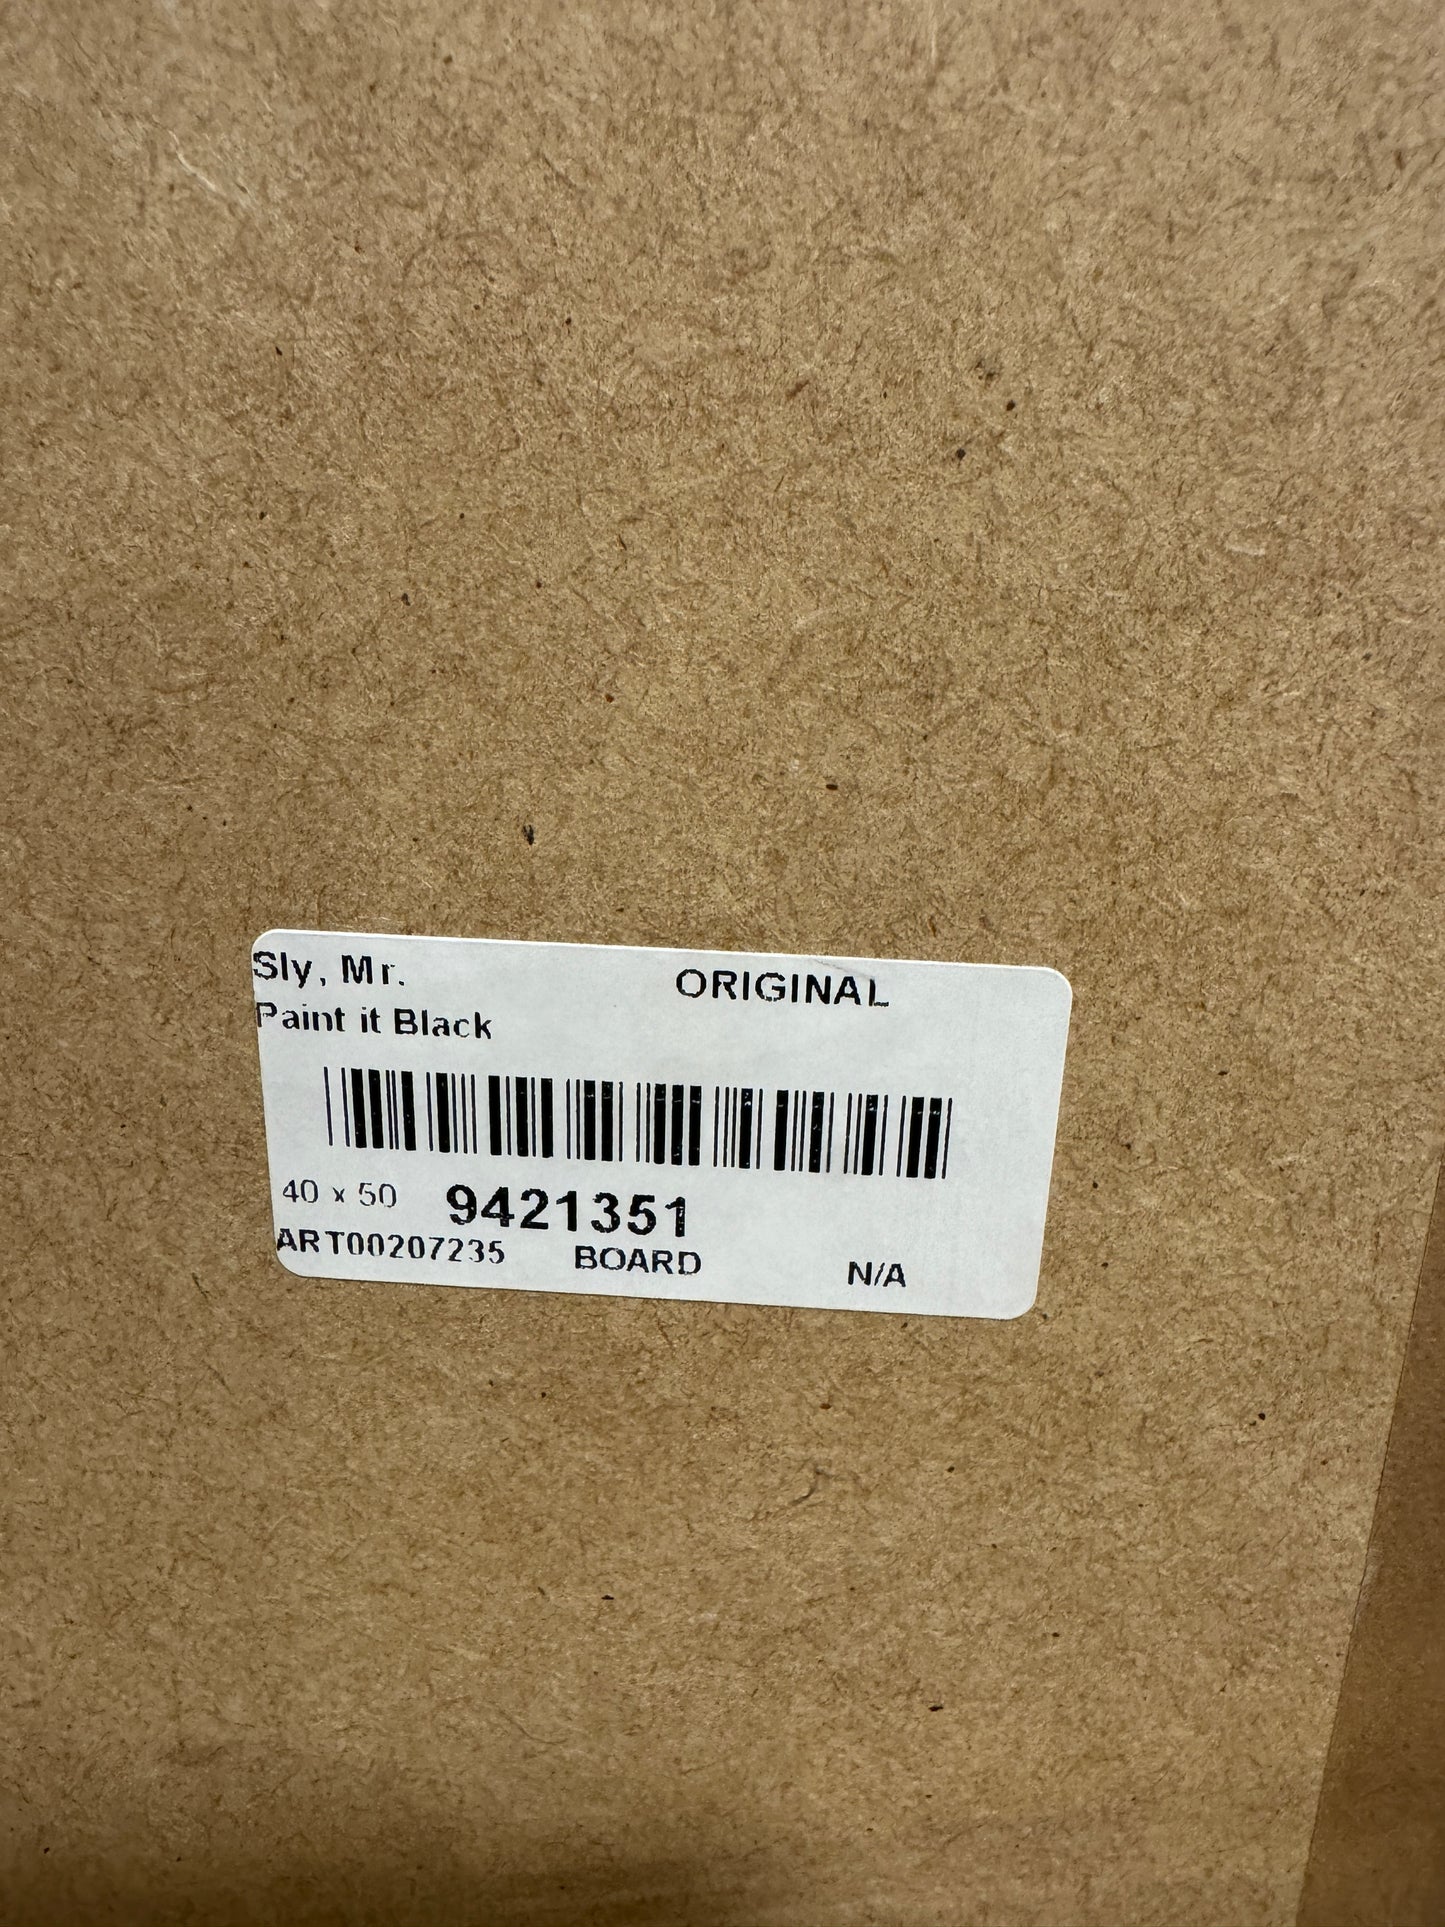 Sly, Mr. ORIGINAL
Paint it Black
40 x 50 9421351
ART00207235 BOARD N/A